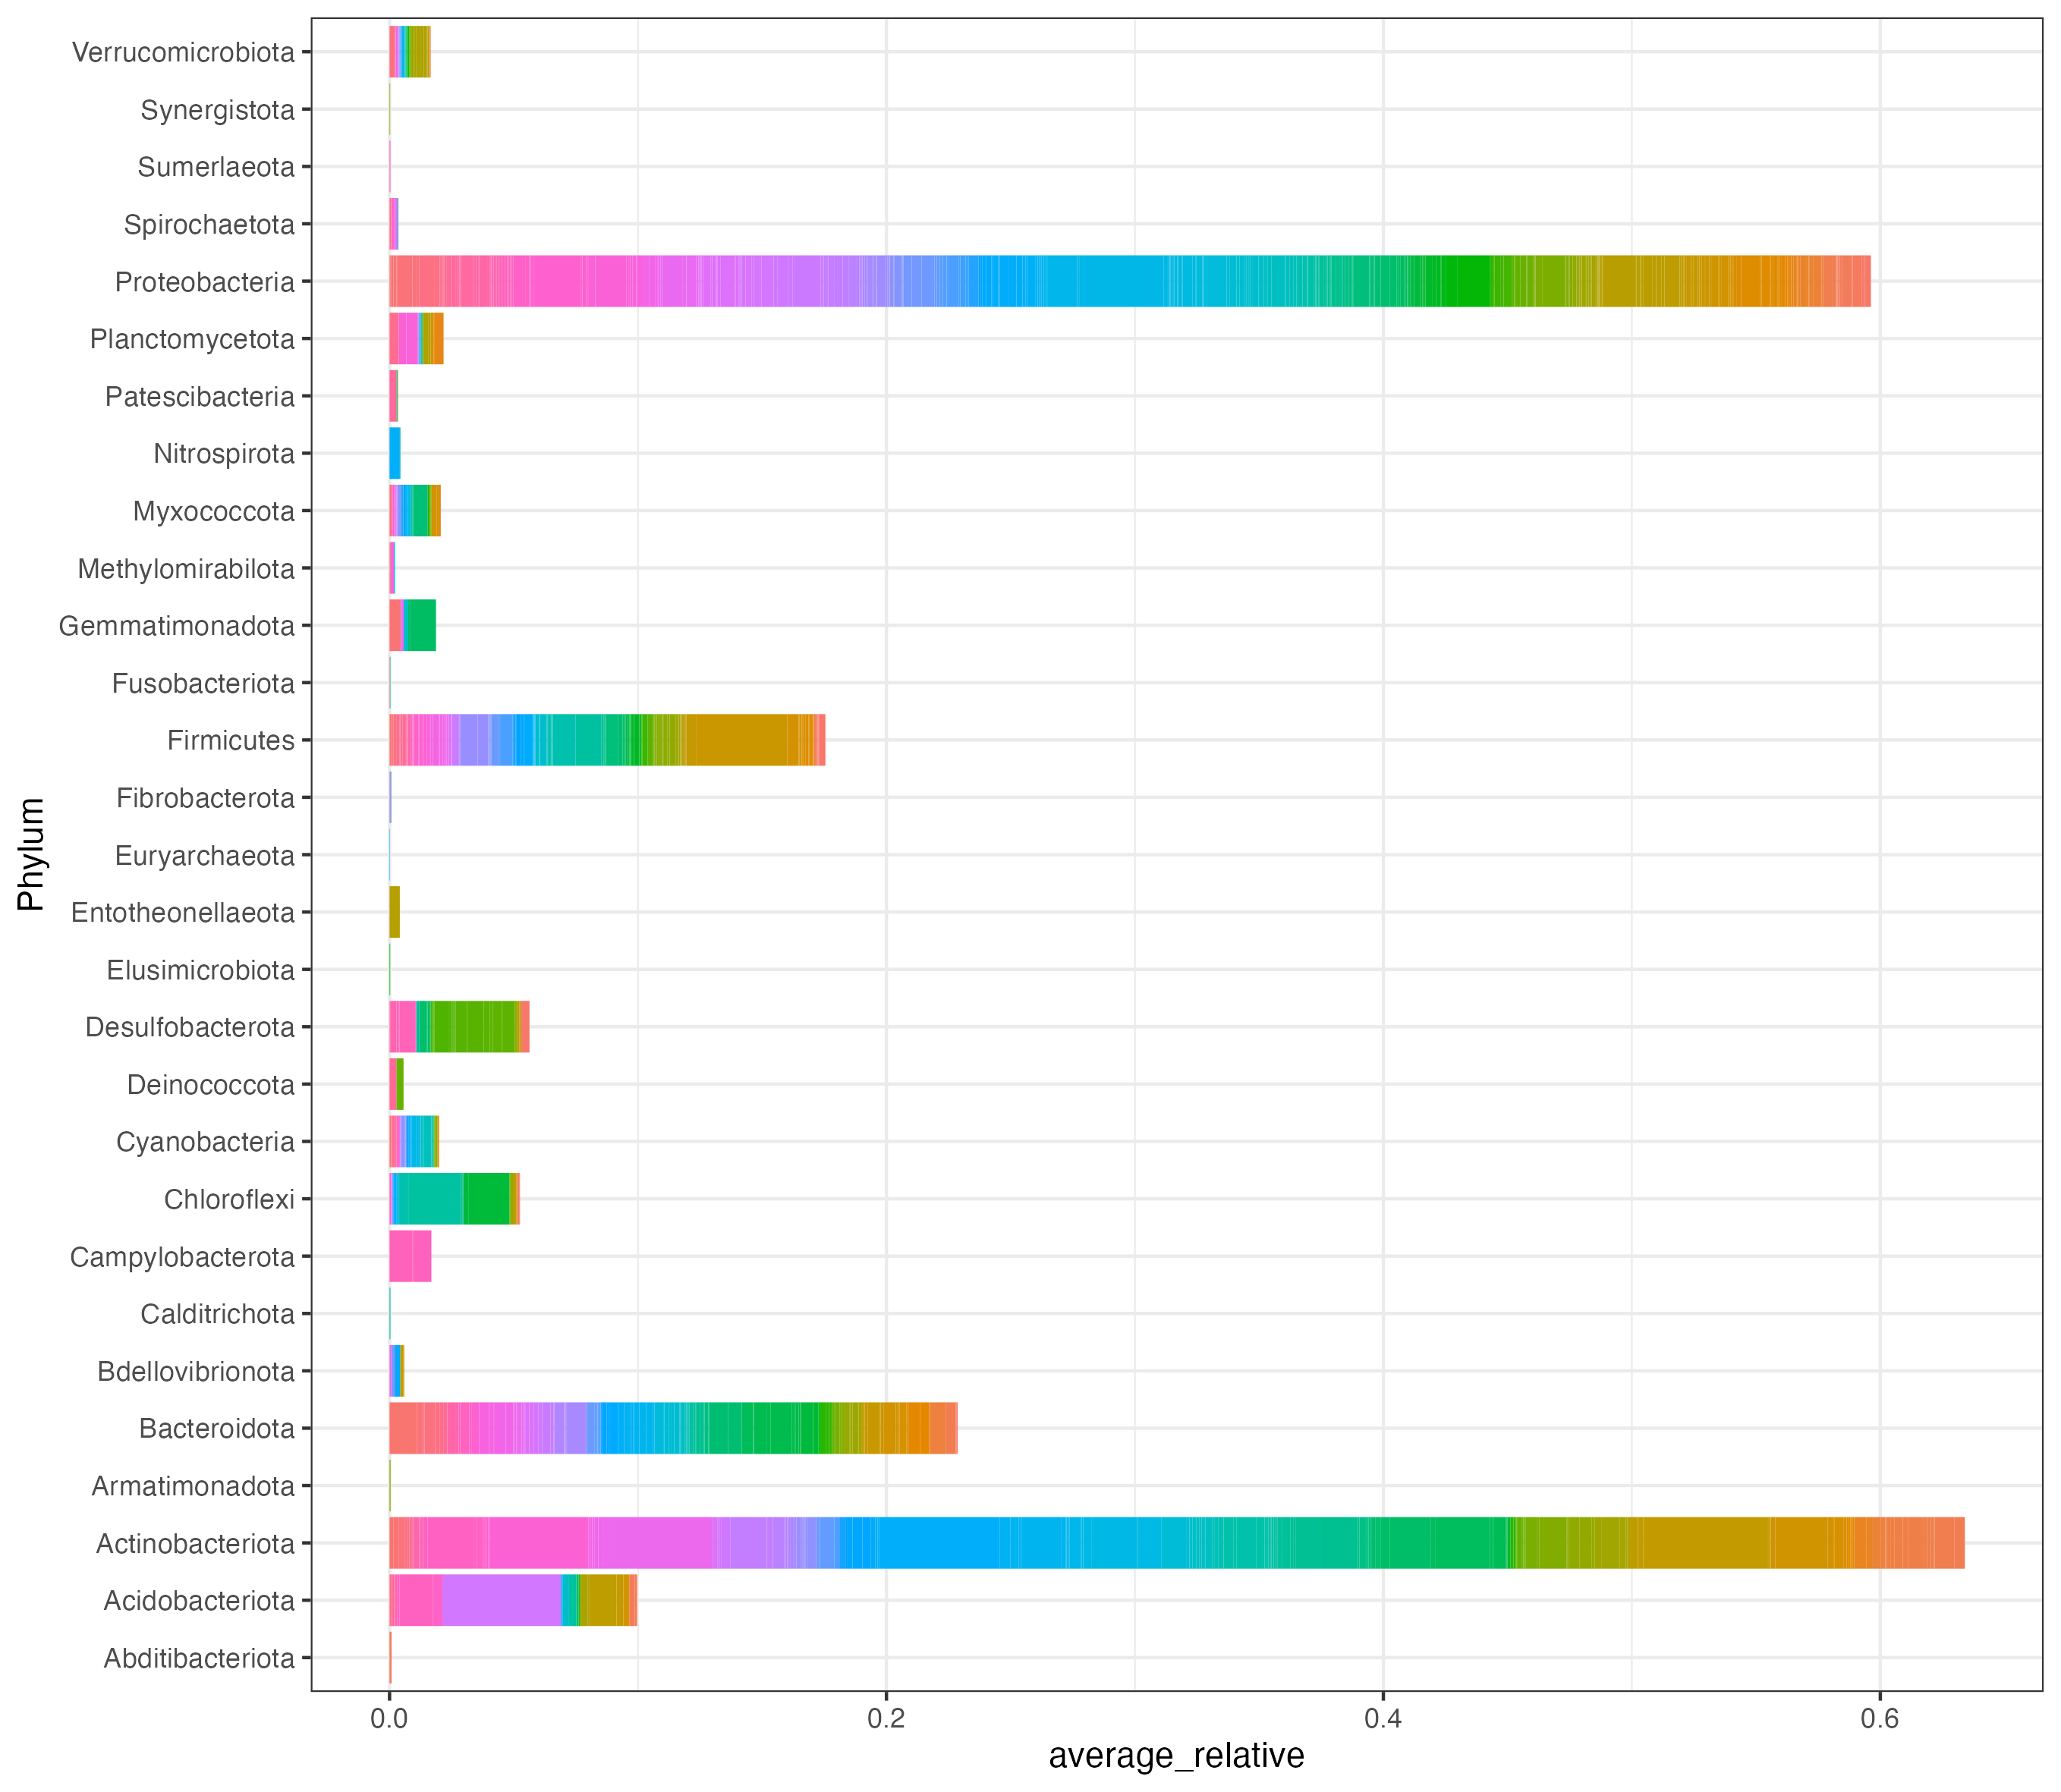 Verrucomicrobiota
Synergistota
Sumerlaeota
Spirochaetota
Proteobacteria
Planctomycetota
Patescibacteria
Nitrospirota
Myxococcota
Methylomirabilota
Gemmatimonadota
Fusobacteriota
Firmicutes
Fibrobacterota
Euryarchaeota
Entotheonellaeota
Elusimicrobiota
Desulfobacterota
Deinococcota
Cyanobacteria
Chloroflexi
Campylobacterota
Calditrichota
Bdellovibrionota
Bacteroidota
Armatimonadota
Actinobacteriota
Acidobacteriota
Abditibacteriota
Phylum
0.0 0.2 0.4 0.6
average_relative